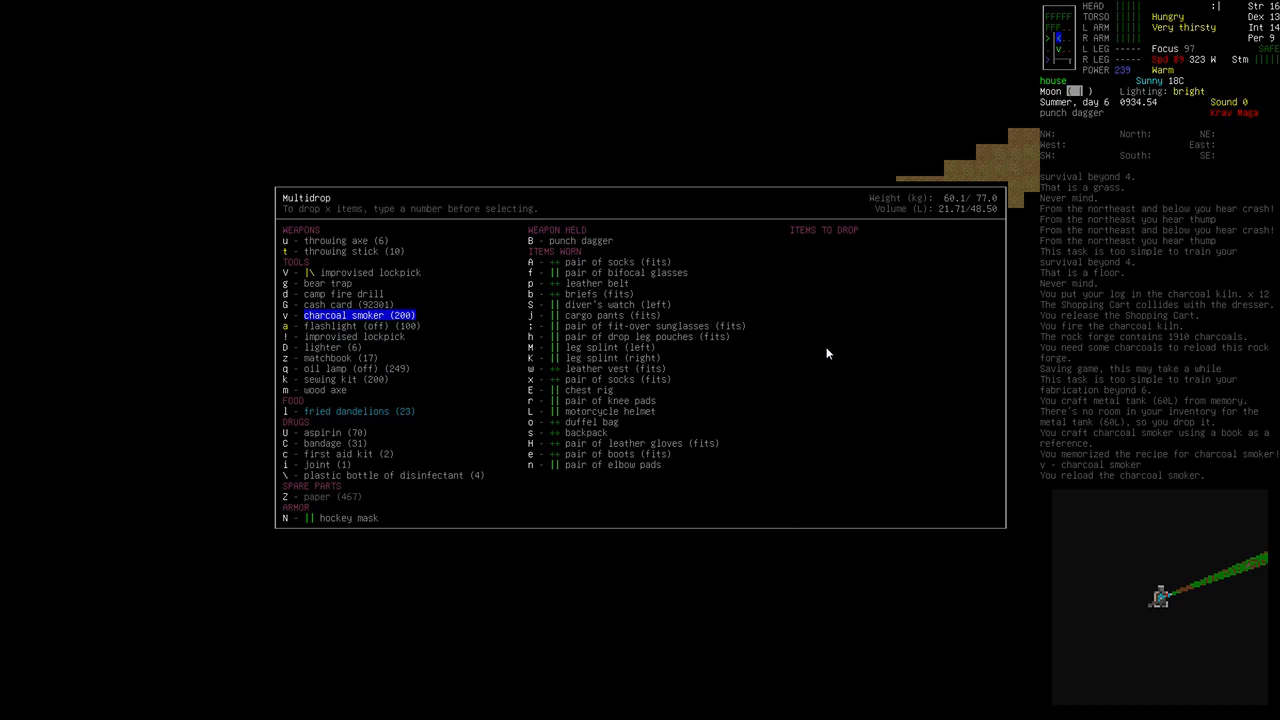 Multidrop
Weight (kg): 60.1/ 77.0
To drop x items, type a number before selecting.
Volume (L): 21.71/48.50
WEAPONS
u - throwing axe (6)
t - throwing stick (10)
TOOLS
V - |\ improvised lockpick
g - bear trap
d - camp fire drill
G - cash card (92301)
v - charcoal smoker (200)
a - flashlight (off) (100)
! - improvised lockpick
D - lighter (6)
z - matchbook (17)
q - oil lamp (off) (249)
k - sewing kit (200)
m - wood axe
FOOD
l - fried dandelions (23)
DRUGS
U - aspirin (70)
C - bandage (31)
c - first aid kit (2)
i - joint (1)
\ - plastic bottle of disinfectant (4)
SPARE PARTS
Z - paper (467)
ARMOR
N - || hockey mask
WEAPON HELD
B - punch dagger
ITEMS WORN
A - ++ pair of socks (fits)
f - || pair of bifocal glasses
p - ++ leather belt
b - ++ briefs (fits)
S - || diver's watch (left)
j - || cargo pants (fits)
; - || pair of fit-over sunglasses (fits)
h - || pair of drop leg pouches (fits)
M - || leg splint (left)
K - || leg splint (right)
w - ++ leather vest (fits)
x - ++ pair of socks (fits)
E - || chest rig
r - || pair of knee pads
L - || motorcycle helmet
o - ++ duffel bag
s - ++ backpack
H - ++ pair of leather gloves (fits)
e - ++ pair of boots (fits)
n - || pair of elbow pads
ITEMS TO DROP
HEAD ||||| :| Str 16
TORSO ||||| Hungry Dex 13
L ARM ||||| Very thirsty Int 14
R ARM ||||| Per 9
L LEG ----- Focus 97 SAFE
R LEG ----- Spd 89 323 W Stm |||||
POWER 239 Warm
house Sunny 18C
Moon ( | ) Lighting: bright
Summer, day 6 0934.54 Sound 0
punch dagger Krav Maga
NW: North: NE:
West: East:
SW: South: SE:
survival beyond 4.
That is a grass.
Never mind.
From the northeast and below you hear crash!
From the northeast you hear thump
From the northeast and below you hear crash!
From the northeast you hear thump
This task is too simple to train your
survival beyond 4.
That is a floor.
Never mind.
You put your log in the charcoal kiln. x 12
The Shopping Cart collides with the dresser.
You release the Shopping Cart.
You fire the charcoal kiln.
The rock forge contains 1910 charcoals.
You need some charcoals to reload this rock
forge.
Saving game, this may take a while
This task is too simple to train your
fabrication beyond 6.
You craft metal tank (60L) from memory.
There's no room in your inventory for the
metal tank (60L), so you drop it.
You craft charcoal smoker using a book as a
reference.
You memorized the recipe for charcoal smoker!
v - charcoal smoker
You reload the charcoal smoker.